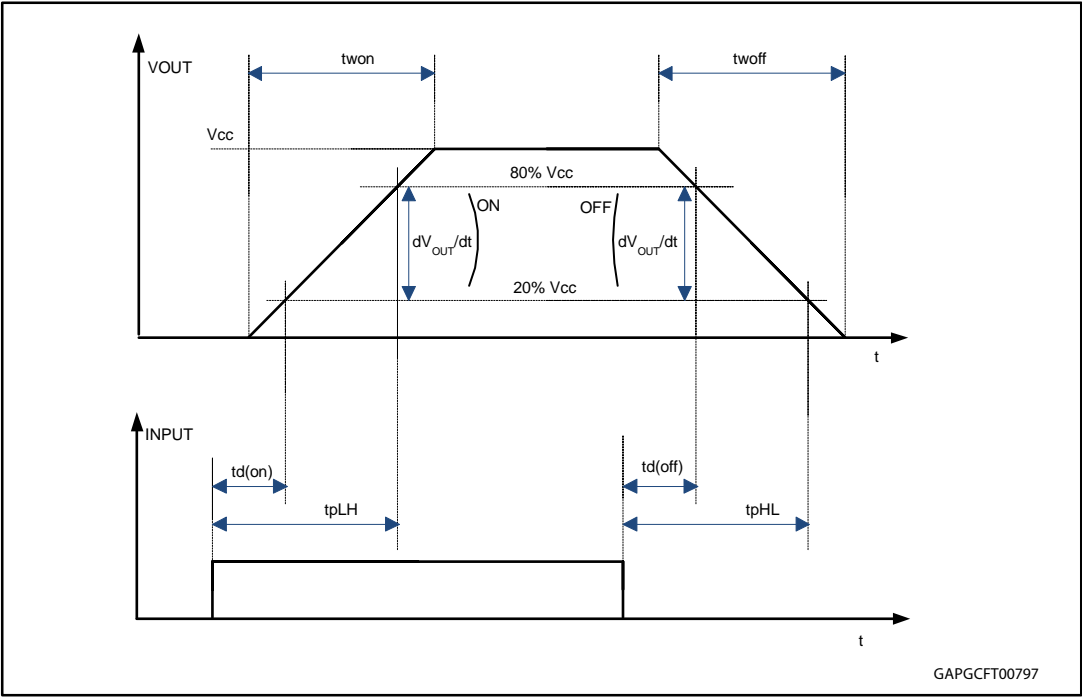 VOUT
twon
twoff
Vcc
80% Vcc
ON
OFF
dVOUT/dt
dVOUT/dt
20% Vcc
t
INPUT
td(on)
td(off)
tpLH
tpHL
t
GAPGCFT00797